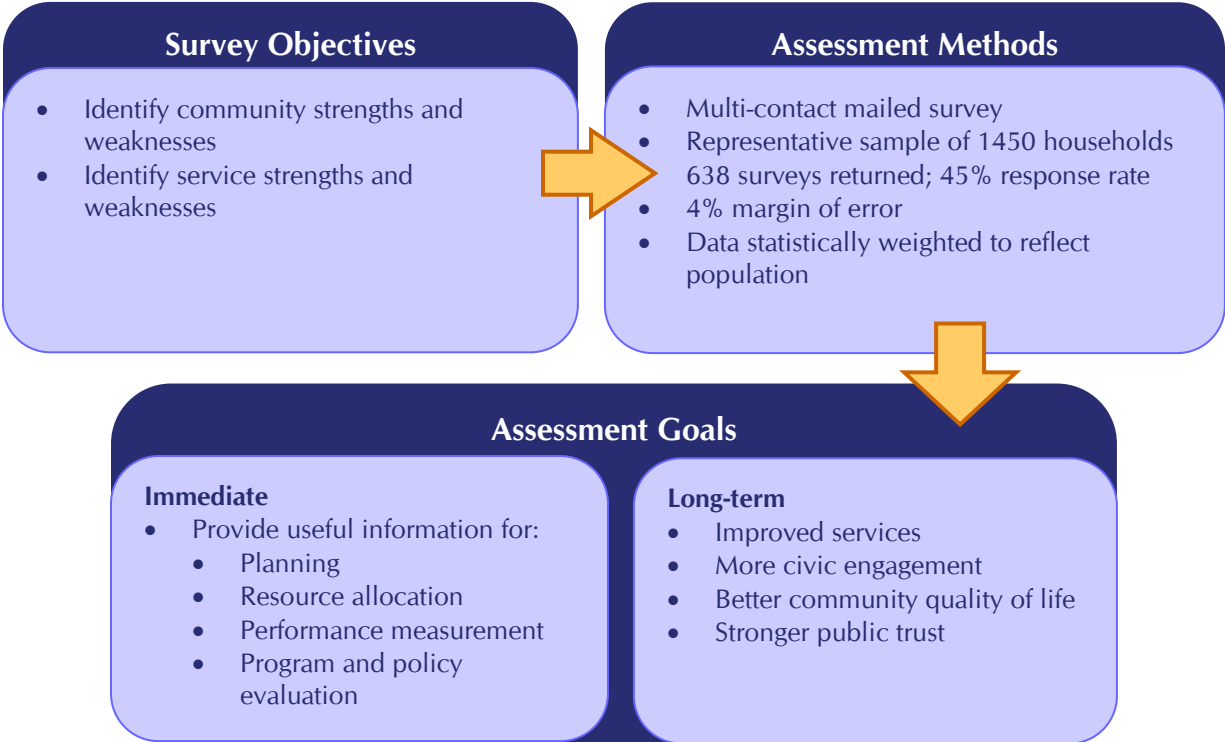 Survey Objectives
• Identify community strengths and
weaknesses
• Identify service strengths and
weaknesses
Assessment Methods
• Multi-contact mailed survey
• Representative sample of 1450 households
• 638 surveys returned; 45% response rate
• 4% margin of error
• Data statistically weighted to reflect
population
Assessment Goals
Immediate
• Provide useful information for:
• Planning
• Resource allocation
• Performance measurement
• Program and policy
evaluation
Long-term
• Improved services
• More civic engagement
• Better community quality of life
• Stronger public trust